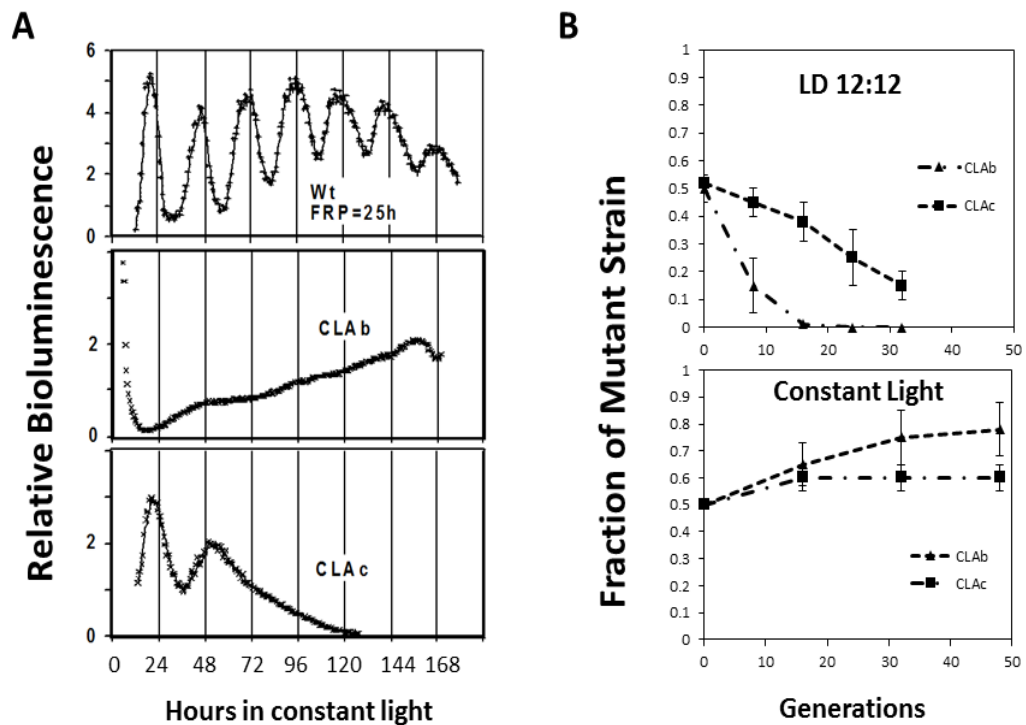 A
Relative Bioluminescence
6
4
2
0
Wt
FRP=25h
2
0
CLAb
2
0
CLAc
0 24 48 72 96 120 144 168
Hours in constant light
B
Fraction of Mutant Strain
1
0.9
0.8
0.7
0.6
0.5
0.4
0.3
0.2
0.1
0
LD 12:12
CLAb
CLAc
0 10 20 30 40 50
1
0.9
0.8
0.7
0.6
0.5
0.4
0.3
0.2
0.1
0
Constant Light
CLAb
CLAc
0 10 20 30 40 50
Generations